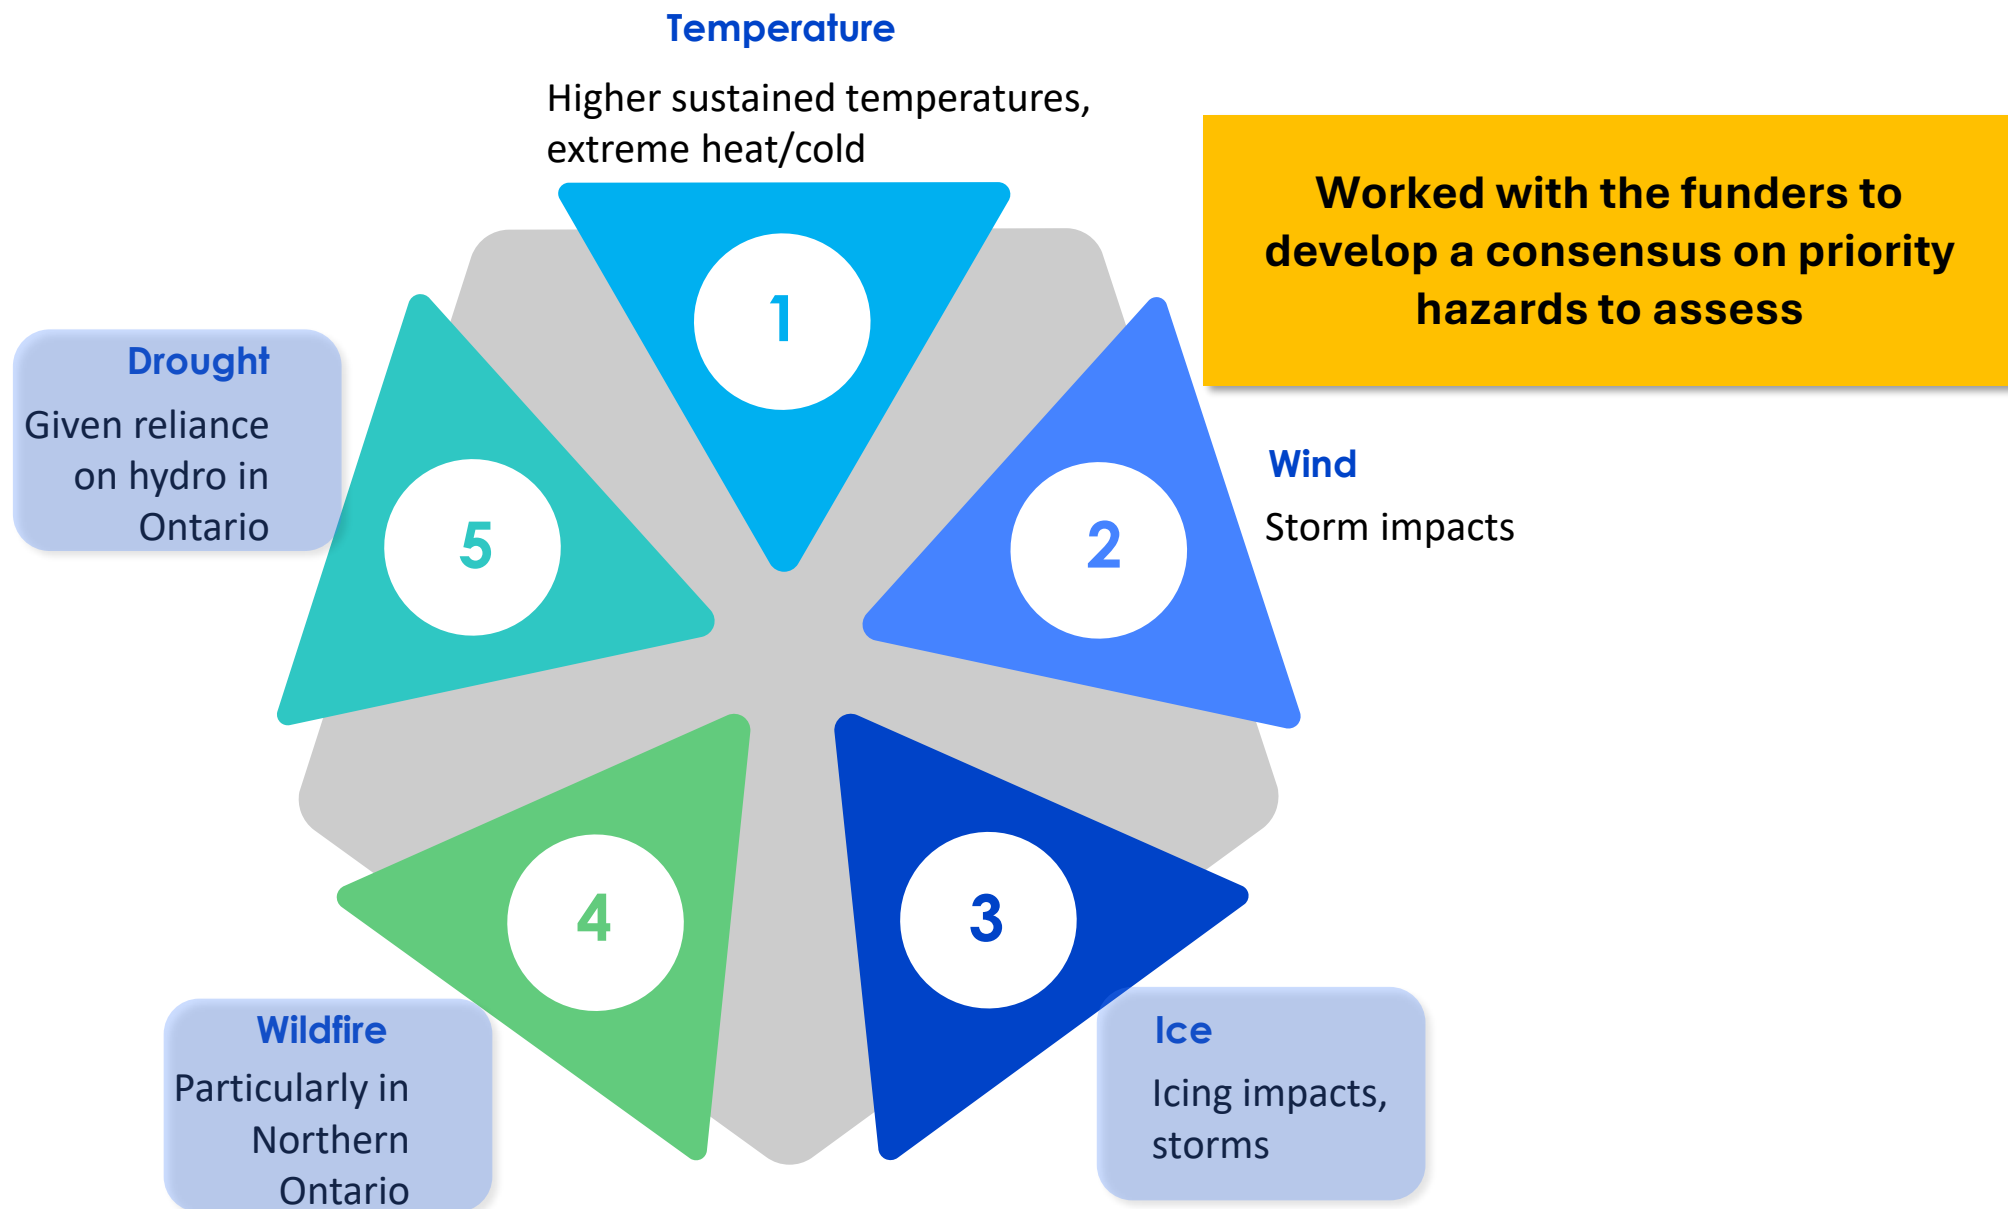 Temperature
Higher sustained temperatures,
extreme heat/cold
1
Worked with the funders to
develop a consensus on priority
hazards to assess
2
Wind
Storm impacts
3
Ice
Icing impacts,
storms
4
Wildfire
Particularly in
Northern
Ontario
5
Drought
Given reliance
on hydro in
Ontario